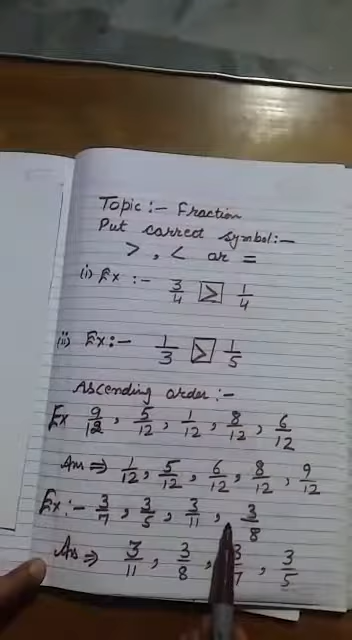 Topic:- Fraction
Put correct symbol:-
> , < or =
(i) Ex :- 3/4 [>] 1/4
(ii) Ex:- 1/3 [>] 1/5
Ascending order:-
Ex 9/12, 5/12, 1/12, 8/12, 6/12
Ans ⇒ 1/12, 5/12, 6/12, 8/12, 9/12
Ex:- 3/7, 3/5, 3/11, 3/8
As ⇒ 3/11, 3/8, 3/7, 3/5